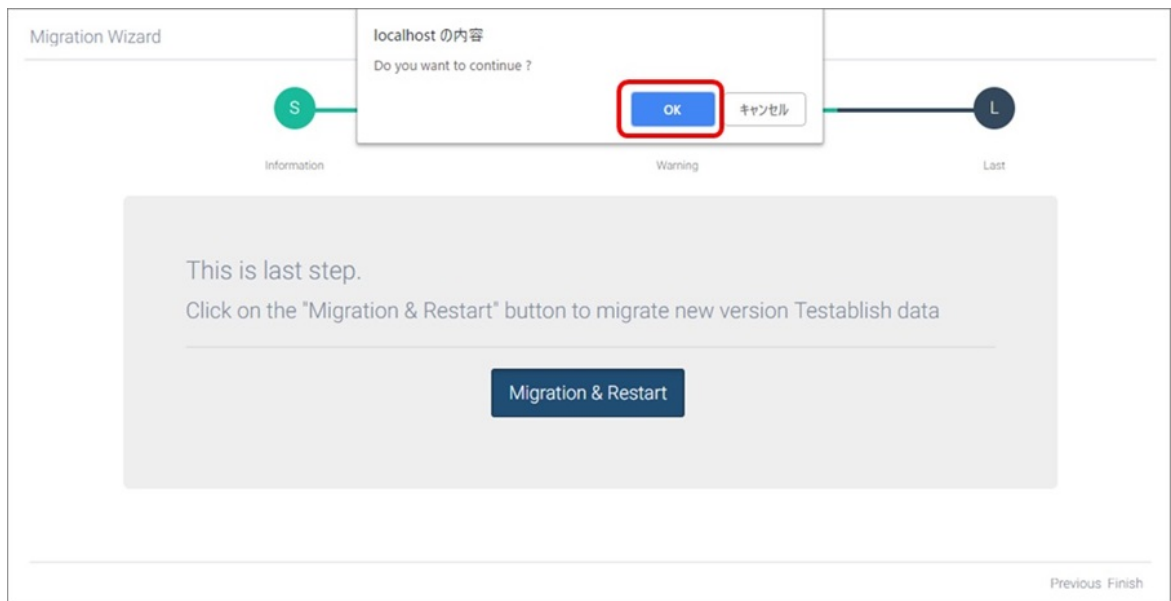 Migration Wizard
localhost の内容
Do you want to continue ?
OK キャンセル
S L
Information Warning Last
This is last step.
Click on the "Migration & Restart" button to migrate new version Testablish data
Migration & Restart
Previous Finish